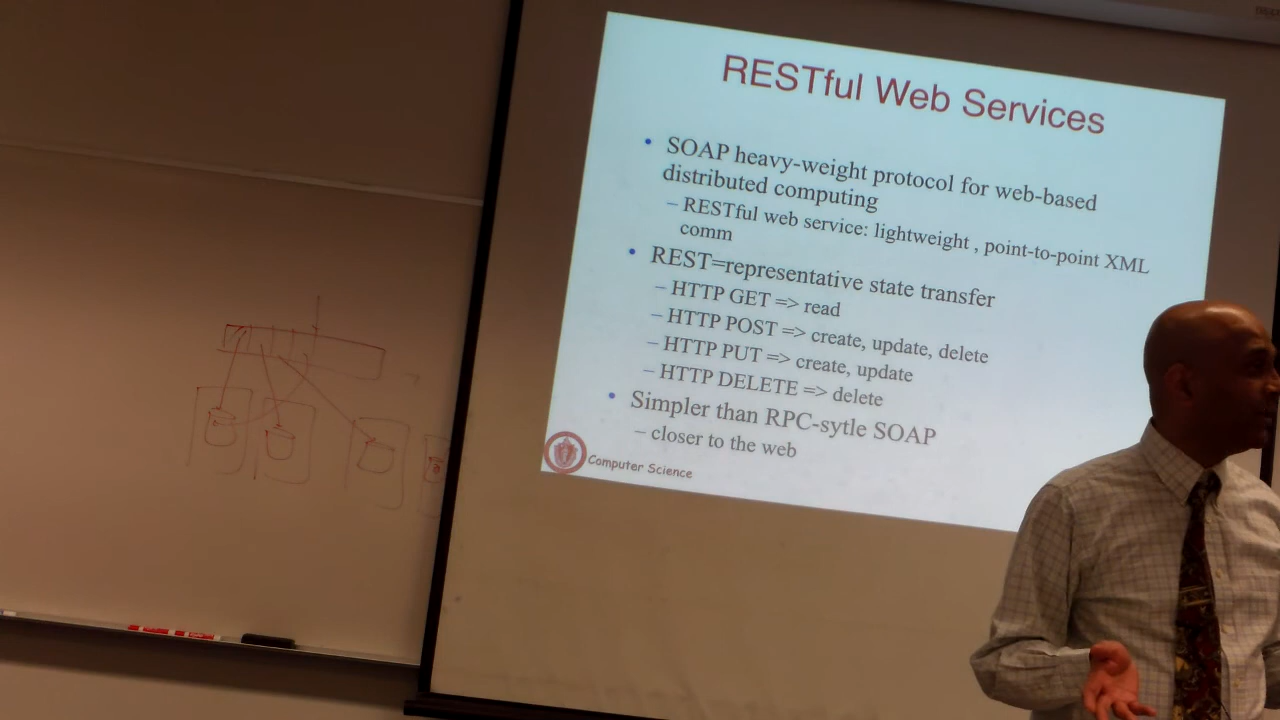 RESTful Web Services
• SOAP heavy-weight protocol for web-based
distributed computing
– RESTful web service: lightweight , point-to-point XML
comm
• REST=representative state transfer
– HTTP GET => read
– HTTP POST => create, update, delete
– HTTP PUT => create, update
– HTTP DELETE => delete
• Simpler than RPC-sytle SOAP
– closer to the web
Computer Science